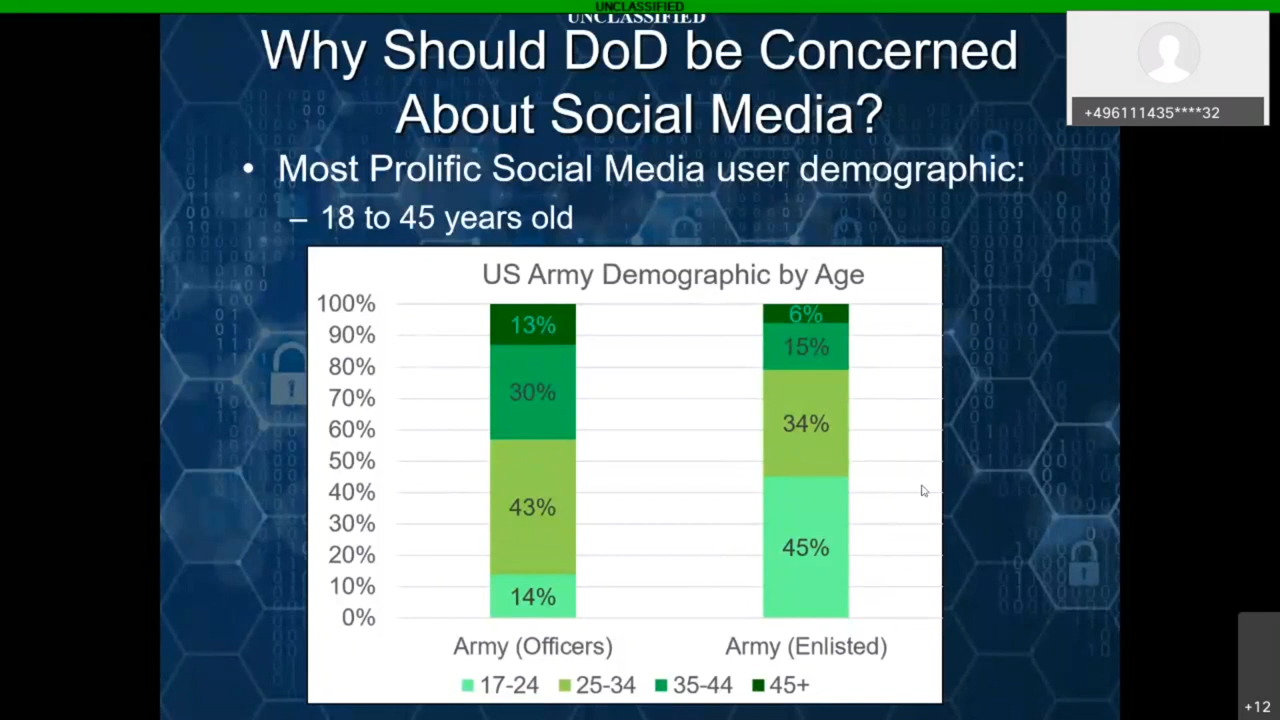 UNCLASSIFIED
UNCLASSIFIED
Why Should DoD be Concerned
About Social Media?
+496111435****32
• Most Prolific Social Media user demographic:
– 18 to 45 years old
US Army Demographic by Age
100%
90%
80%
70%
60%
50%
40%
30%
20%
10%
0%
13%
30%
43%
14%
6%
15%
34%
45%
Army (Officers)
Army (Enlisted)
17-24 25-34 35-44 45+
+12